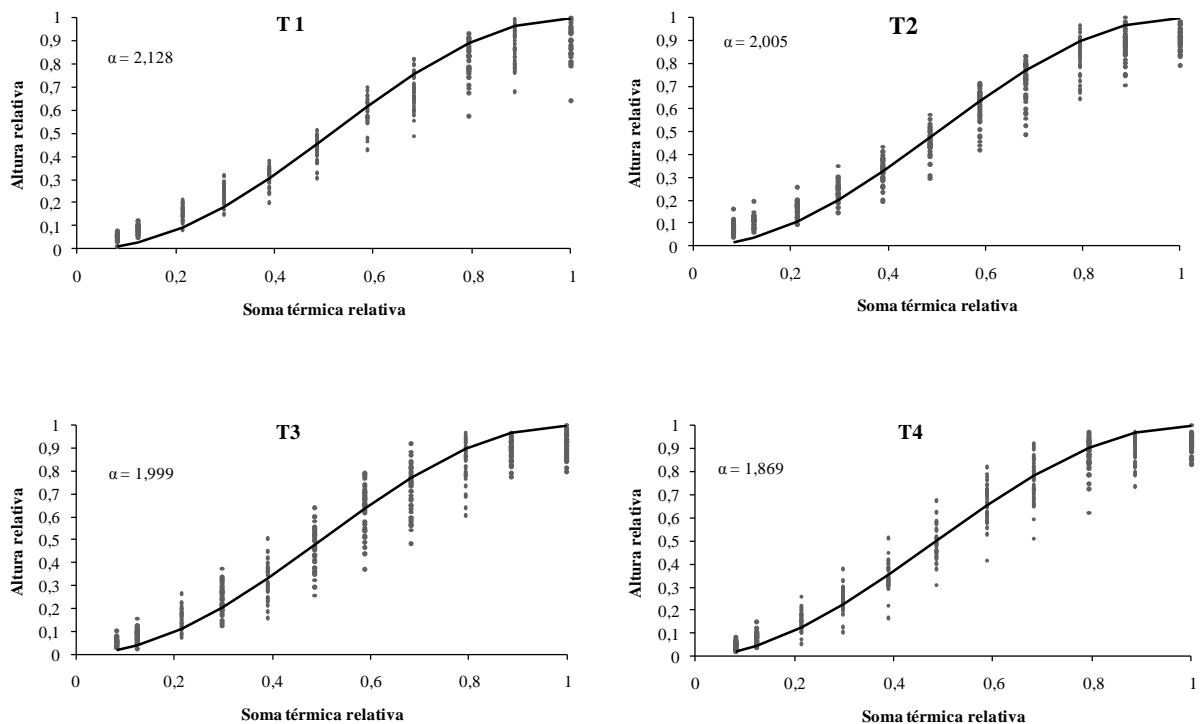 T 1
α = 2,128
Altura relativa
1
0,9
0,8
0,7
0,6
0,5
0,4
0,3
0,2
0,1
0
0 0,2 0,4 0,6 0,8 1
Soma térmica relativa
T2
α = 2,005
Altura relativa
1
0,9
0,8
0,7
0,6
0,5
0,4
0,3
0,2
0,1
0
0 0,2 0,4 0,6 0,8 1
Soma térmica relativa
T3
α = 1,999
Altura relativa
1
0,9
0,8
0,7
0,6
0,5
0,4
0,3
0,2
0,1
0
0 0,2 0,4 0,6 0,8 1
Soma térmica relativa
T4
α = 1,869
Altura relativa
1
0,9
0,8
0,7
0,6
0,5
0,4
0,3
0,2
0,1
0
0 0,2 0,4 0,6 0,8 1
Soma térmica relativa